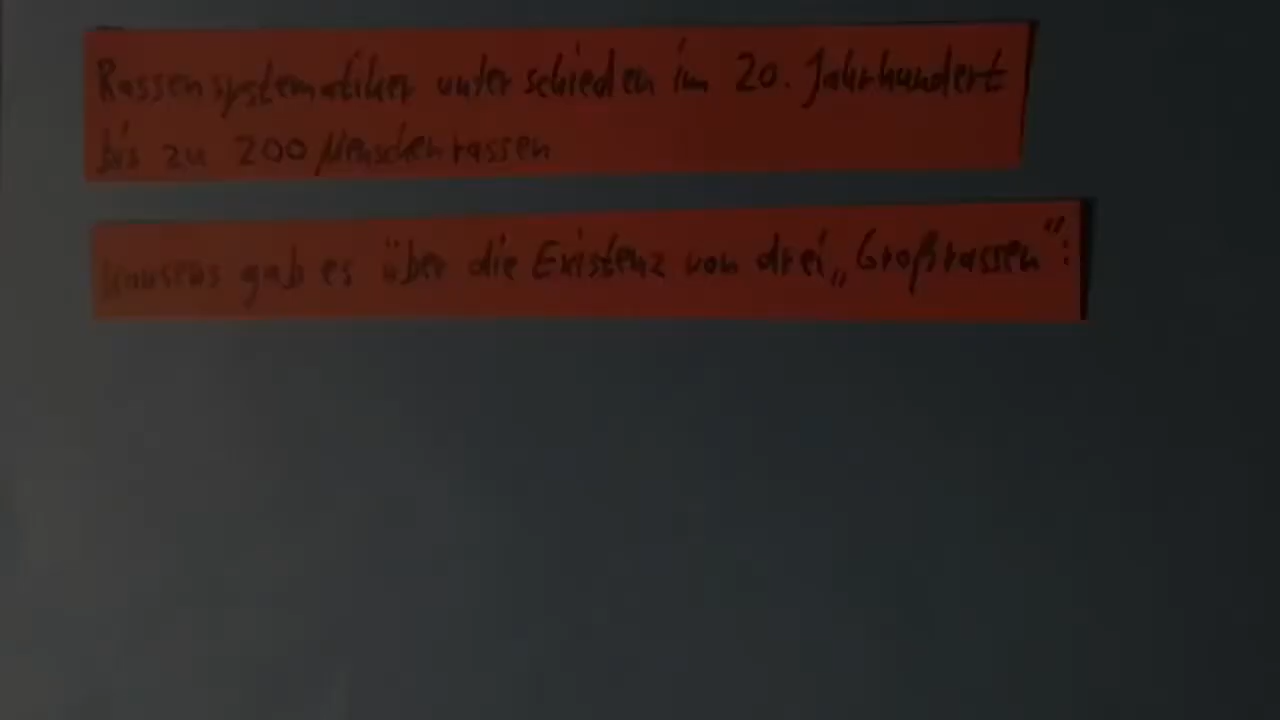 Rassensystematiker unterschieden im 20. Jahrhundert
bis zu 200 Menschenrassen
Konsens gab es über die Existenz von drei „Großrassen“: